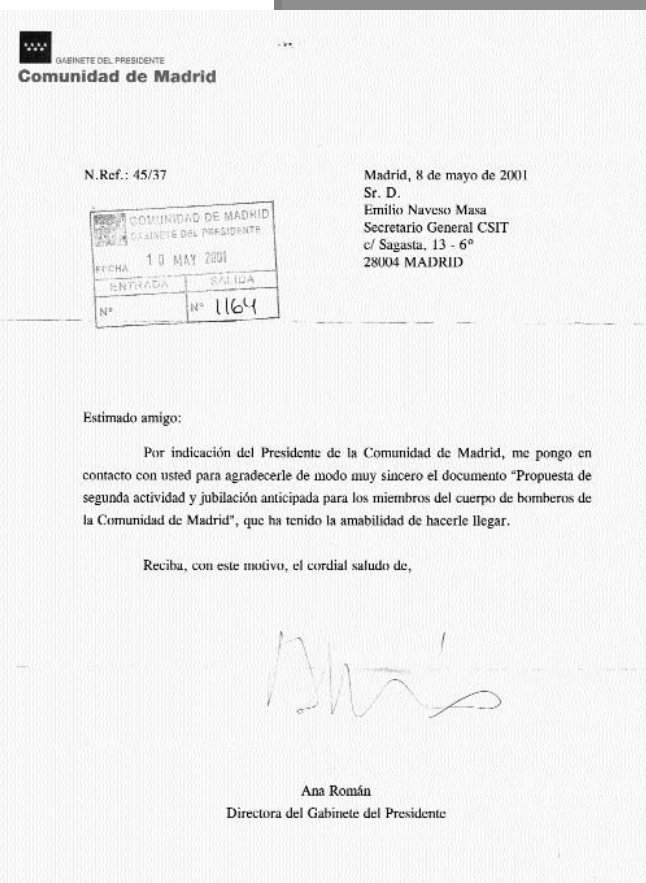 GABINETE DEL PRESIDENTE
Comunidad de Madrid
N.Ref.: 45/37
Madrid, 8 de mayo de 2001
Sr. D.
Emilio Naveso Masa
Secretario General CSIT
c/ Sagasta, 13 - 6º
28004 MADRID
COMUNIDAD DE MADRID
GABINETE DEL PRESIDENTE
FECHA 10 MAY 2001
ENTRADA SALIDA
Nº Nº 1164
Estimado amigo:
Por indicación del Presidente de la Comunidad de Madrid, me pongo en
contacto con usted para agradecerle de modo muy sincero el documento “Propuesta de
segunda actividad y jubilación anticipada para los miembros del cuerpo de bomberos de
la Comunidad de Madrid", que ha tenido la amabilidad de hacerle llegar.
Reciba, con este motivo, el cordial saludo de,
Ana Román
Directora del Gabinete del Presidente